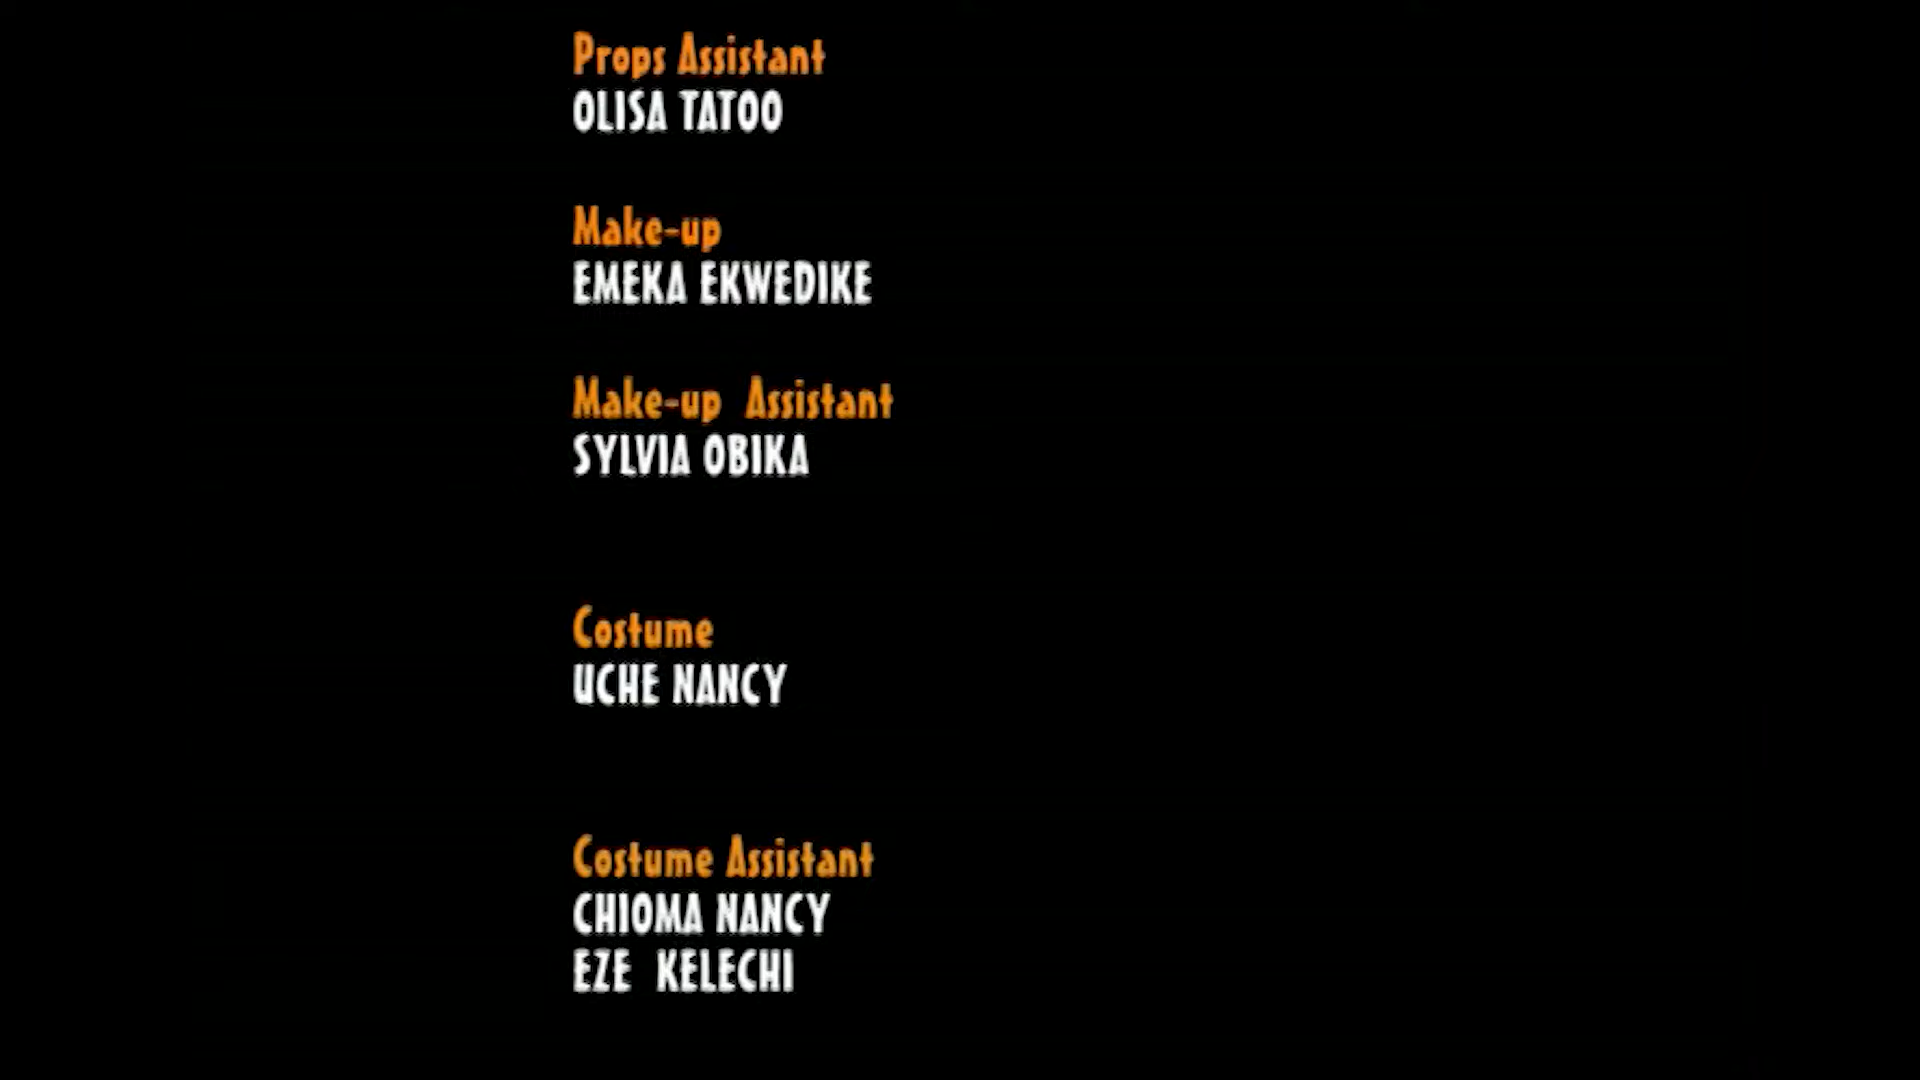 Props Assistant
OLISA TATOO
Make-up
EMEKA EKWEDIKE
Make-up Assistant
SYLVIA OBIKA
Costume
UCHE NANCY
Costume Assistant
CHIOMA NANCY
EZE KELECHI